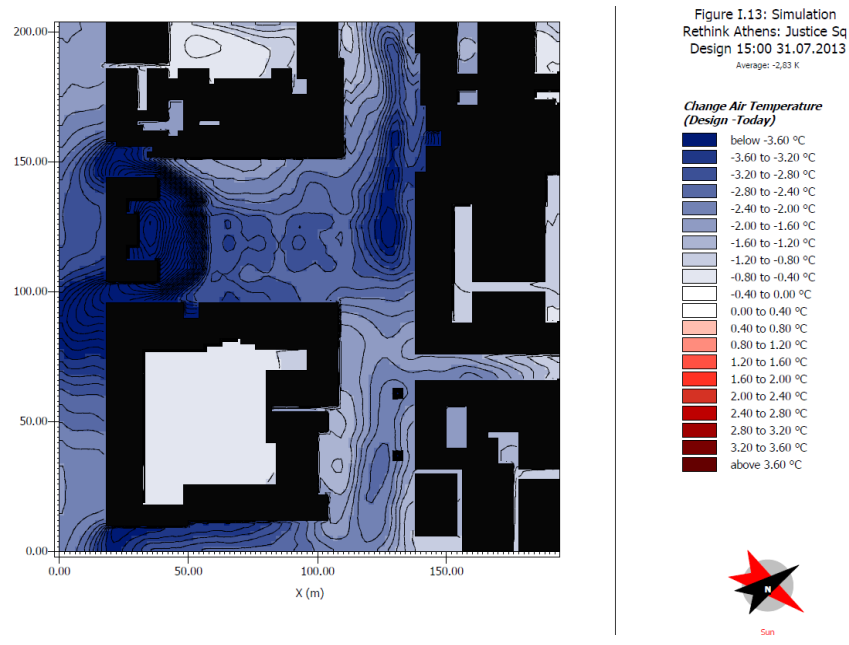 Figure I.13: Simulation
Rethink Athens: Justice Sq
Design 15:00 31.07.2013
Average: -2,83 K
Change Air Temperature
(Design -Today)
below -3.60 °C
-3.60 to -3.20 °C
-3.20 to -2.80 °C
-2.80 to -2.40 °C
-2.40 to -2.00 °C
-2.00 to -1.60 °C
-1.60 to -1.20 °C
-1.20 to -0.80 °C
-0.80 to -0.40 °C
-0.40 to 0.00 °C
0.00 to 0.40 °C
0.40 to 0.80 °C
0.80 to 1.20 °C
1.20 to 1.60 °C
1.60 to 2.00 °C
2.00 to 2.40 °C
2.40 to 2.80 °C
2.80 to 3.20 °C
3.20 to 3.60 °C
above 3.60 °C
200.00
150.00
100.00
50.00
0.00
0.00 50.00 100.00 150.00
X (m)
N
Sun